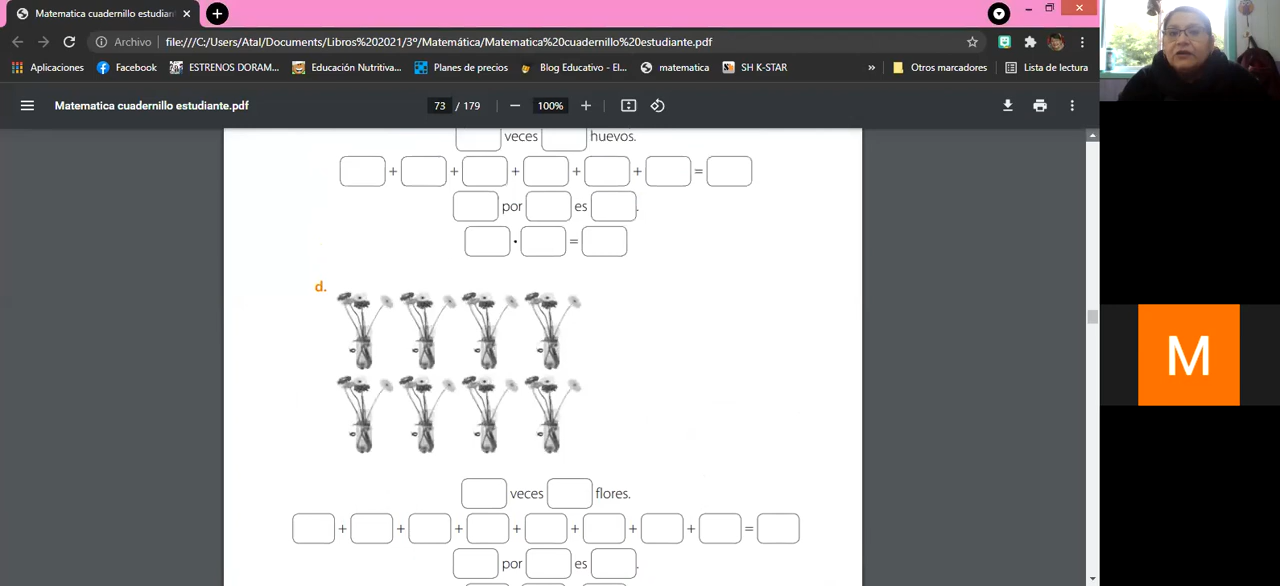 Matematica cuadernillo estudian
Archivo
file:///C:/Users/Atal/Documents/Libros%202021/3º/Matemática/Matematica%20cuadernillo%20estudiante.pdf
Aplicaciones
Facebook
ESTRENOS DORAM...
Educación Nutritiva...
Planes de precios
Blog Educativo - El...
matematica
SH K-STAR
»
Otros marcadores
Lista de lectura
Matematica cuadernillo estudiante.pdf
73 / 179
100%
veces huevos.
+ + + + + =
por es .
· =
d.
veces flores.
+ + + + + + + =
por es .
M